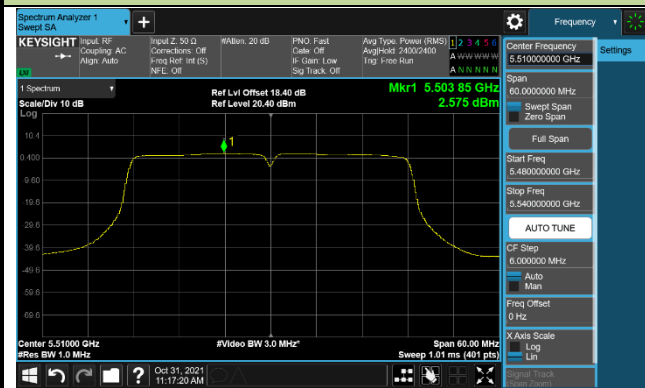 Spectrum Analyzer 1
Swept SA
Frequency
KEYSIGHT
Input: RF
Coupling: AC
Align: Auto
Input Z: 50 Ω
Corrections: Off
Freq Ref: Int (S)
NFE: Off
#Atten: 20 dB
PNO: Fast
Gate: Off
IF Gain: Low
Sig Track: Off
Avg Type: Power (RMS)
Avg|Hold: 2400/2400
Trig: Free Run
1 2 3 4 5 6
A W W W W W
A N N N N N
Center Frequency
5.510000000 GHz
Settings
Span
60.0000000 MHz
Swept Span
Zero Span
Full Span
Start Freq
5.480000000 GHz
Stop Freq
5.540000000 GHz
AUTO TUNE
CF Step
6.000000 MHz
Auto
Man
Freq Offset
0 Hz
X Axis Scale
Log
Lin
Signal Track
(Span Zoom)
1 Spectrum
Scale/Div 10 dB
Log
Ref Lvl Offset 18.40 dB
Ref Level 20.40 dBm
Mkr1 5.503 85 GHz
2.575 dBm
1
10.4
0.400
-9.60
-19.6
-29.6
-39.6
-49.6
-59.6
-69.6
Center 5.51000 GHz
#Res BW 1.0 MHz
#Video BW 3.0 MHz*
Span 60.00 MHz
Sweep 1.01 ms (401 pts)
?
Oct 31, 2021
11:17:20 AM